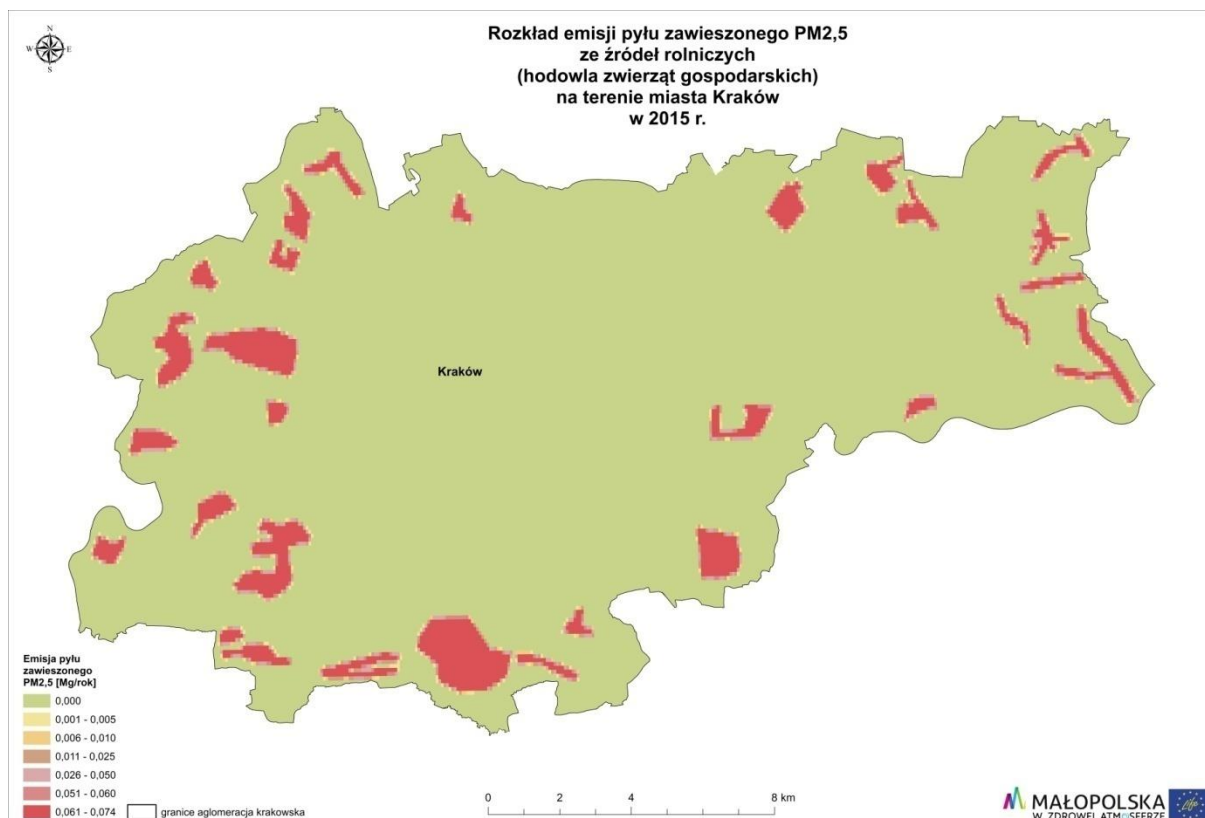 N
W
E
S
Rozkład emisji pyłu zawieszonego PM2,5
ze źródeł rolniczych
(hodowla zwierząt gospodarskich)
na terenie miasta Kraków
w 2015 r.
Kraków
Emisja pyłu
zawieszonego
PM2,5 [Mg/rok]
0,000
0,001 - 0,005
0,006 - 0,010
0,011 - 0,025
0,026 - 0,050
0,051 - 0,060
0,061 - 0,074
granice aglomeracja krakowska
0 2 4 8 km
MAŁOPOLSKA
W ZDROWEJ ATMOSFERZE
Life